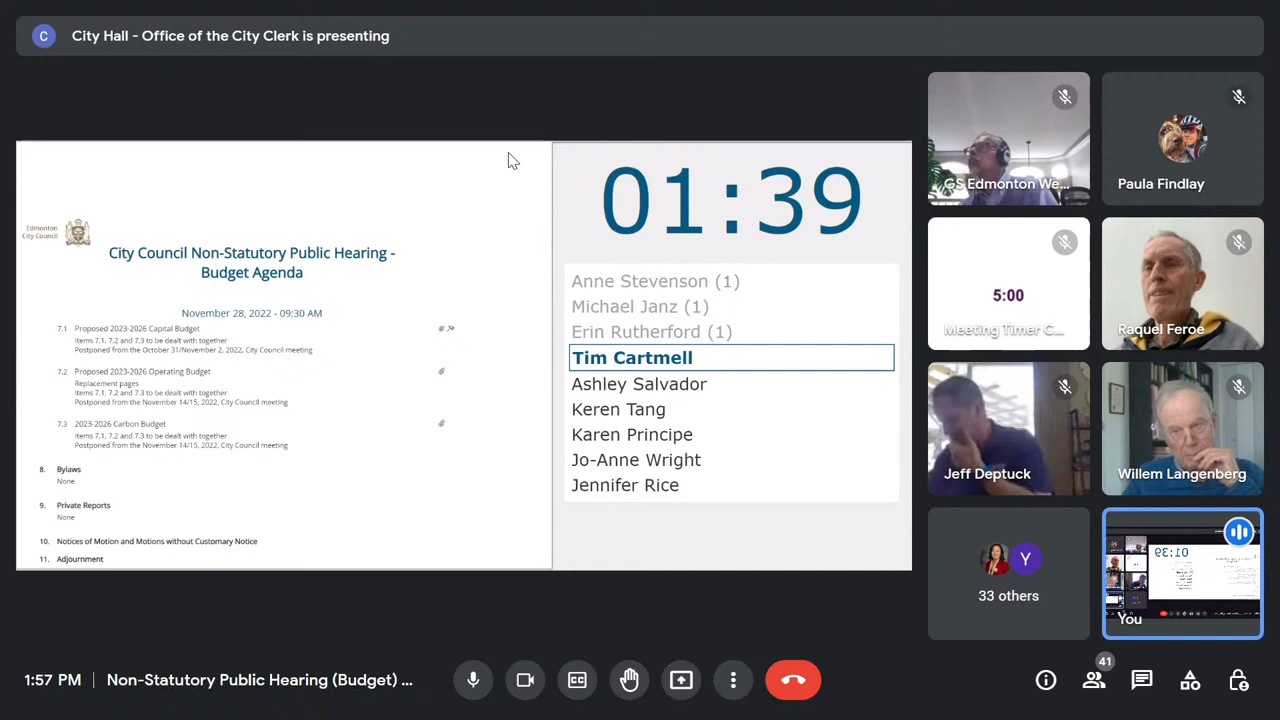 C City Hall - Office of the City Clerk is presenting
Edmonton
City Council
City Council Non-Statutory Public Hearing -
Budget Agenda
November 28, 2022 - 09:30 AM
7.1 Proposed 2023-2026 Capital Budget
Items 7.1, 7.2 and 7.3 to be dealt with together
Postponed from the October 31/November 2, 2022, City Council meeting
7.2 Proposed 2023-2026 Operating Budget
Replacement pages
Items 7.1, 7.2 and 7.3 to be dealt with together
Postponed from the November 14/15, 2022, City Council meeting
7.3 2023-2026 Carbon Budget
Items 7.1, 7.2 and 7.3 to be dealt with together
Postponed from the November 14/15, 2022, City Council meeting
8. Bylaws
None
9. Private Reports
None
10. Notices of Motion and Motions without Customary Notice
11. Adjournment
01:39
Anne Stevenson (1)
Michael Janz (1)
Erin Rutherford (1)
Tim Cartmell
Ashley Salvador
Keren Tang
Karen Principe
Jo-Anne Wright
Jennifer Rice
GS Edmonton We...
Paula Findlay
5:00
Meeting Timer C...
Raquel Feroe
Jeff Deptuck
Willem Langenberg
Y
33 others
01:39
You
1:57 PM | Non-Statutory Public Hearing (Budget) ...
CC
41